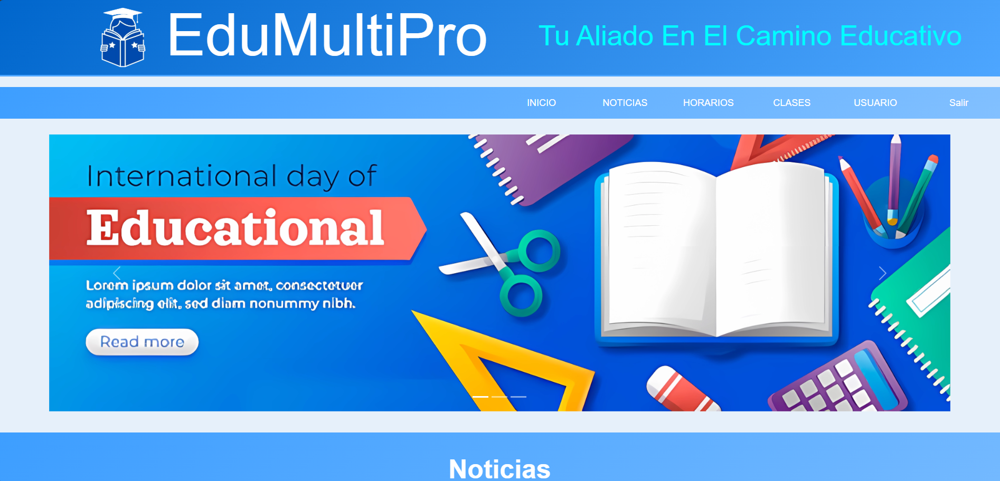 EduMultiPro
Tu Aliado En El Camino Educativo
INICIO NOTICIAS HORARIOS CLASES USUARIO Salir
International day of
Educational
Lorem ipsum dolor sit amet, consectetuer
adipiscing elit, sed diam nonummy nibh.
Read more
Noticias